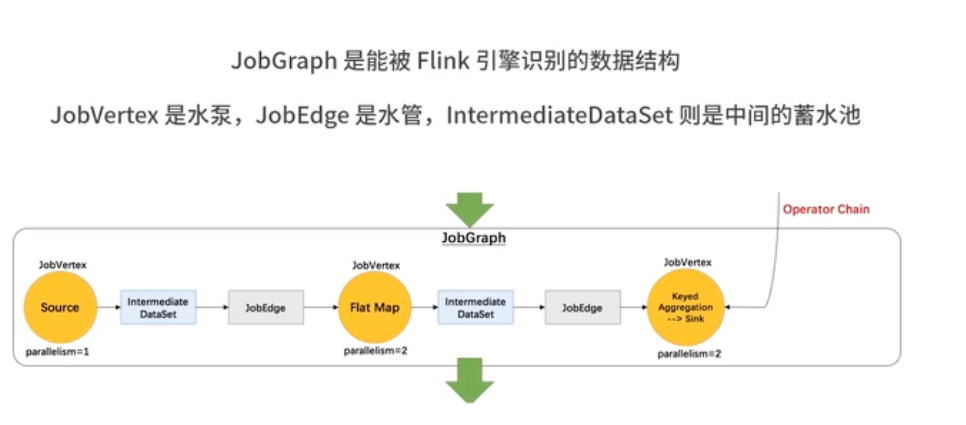 JobGraph 是能被 Flink 引擎识别的数据结构
JobVertex 是水泵，JobEdge 是水管，IntermediateDataSet 则是中间的蓄水池
Operator Chain
JobGraph
JobVertex
Source
parallelism=1
Intermediate
DataSet
JobEdge
JobVertex
Flat Map
parallelism=2
Intermediate
DataSet
JobEdge
JobVertex
Keyed
Aggregation
--> Sink
parallelism=2